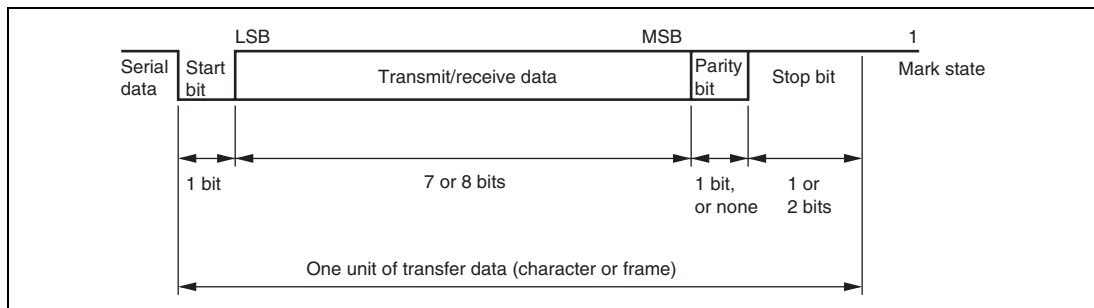 LSB
MSB
1
Serial
data
Start
bit
Transmit/receive data
Parity
bit
Stop bit
Mark state
1 bit
7 or 8 bits
1 bit,
or none
1 or
2 bits
One unit of transfer data (character or frame)